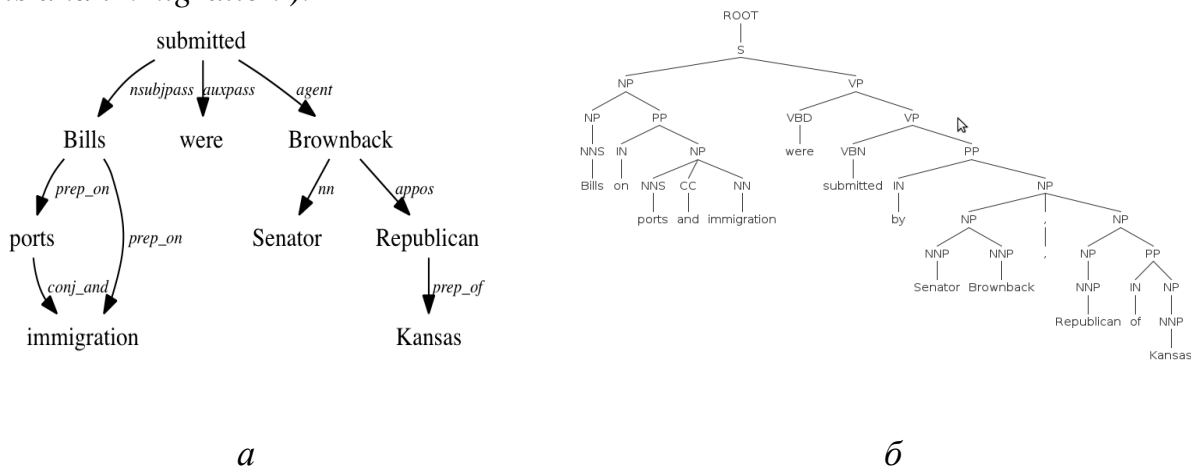 submitted
nsubjpass auxpass agent
Bills were Brownback
prep_on nn appos
ports prep_on Senator Republican
conj_and prep_of
immigration Kansas
ROOT
S
NP VP
NP PP VBD VP
NNS IN NP were VBN PP
Bills on NNS CC NN submitted IN NP
ports and immigration by NP , NP
NNP NNP , NP PP
Senator Brownback NNP IN NP
Republican of NNP
Kansas
а б